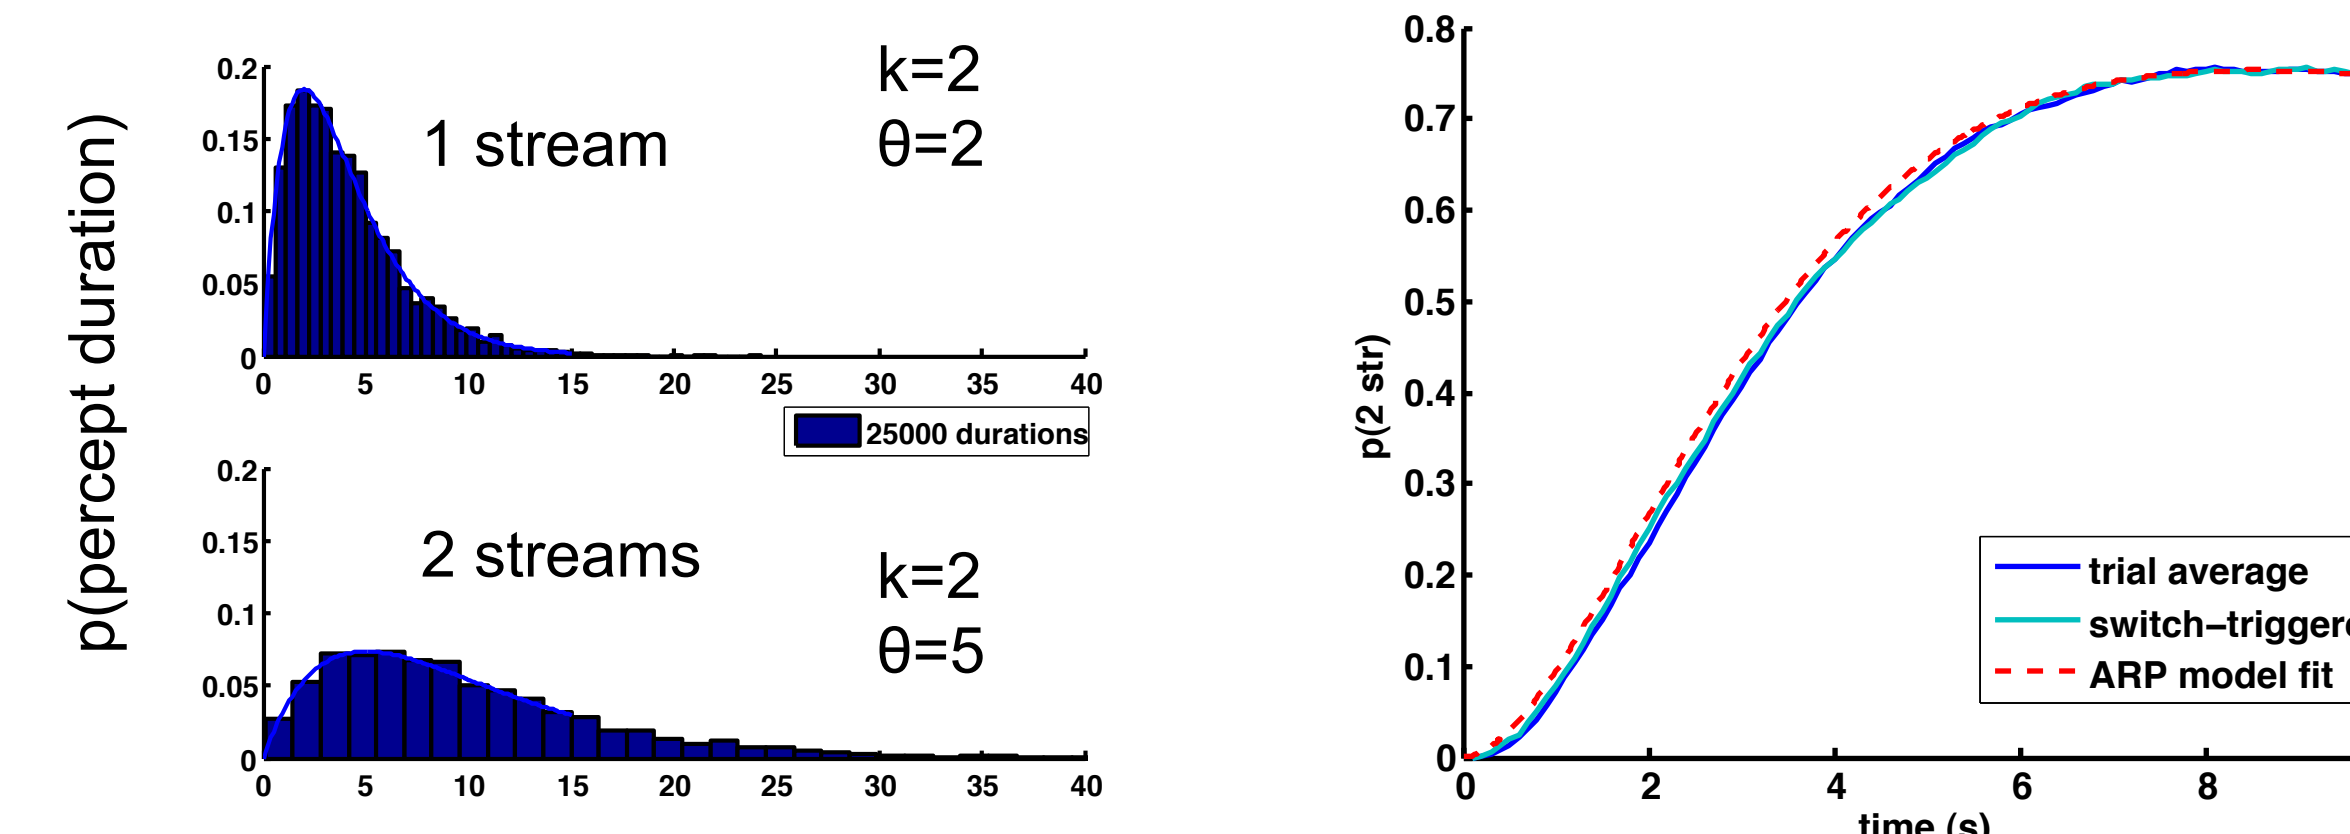 p(percept duration)
0.2
0.15
0.1
0.05
0
0 5 10 15 20 25 30 35 40
1 stream
k=2
θ=2
25000 durations
0.2
0.15
0.1
0.05
0
0 5 10 15 20 25 30 35 40
2 streams
k=2
θ=5
p(2 str)
0.8
0.7
0.6
0.5
0.4
0.3
0.2
0.1
0
0 2 4 6 8
time (s)
trial average
ARP model fit